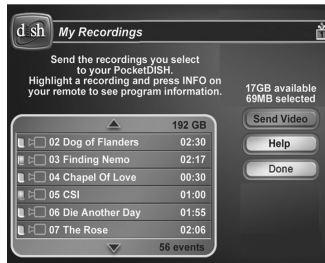 dish My Recordings
Send the recordings you select
to your PocketDISH.
Highlight a recording and press INFO on
your remote to see program information.
17GB available
69MB selected
192 GB
02 Dog of Flanders 02:30
03 Finding Nemo 02:17
04 Chapel Of Love 00:30
05 CSI 01:00
06 Die Another Day 01:55
07 The Rose 02:06
56 events
Send Video
Help
Done